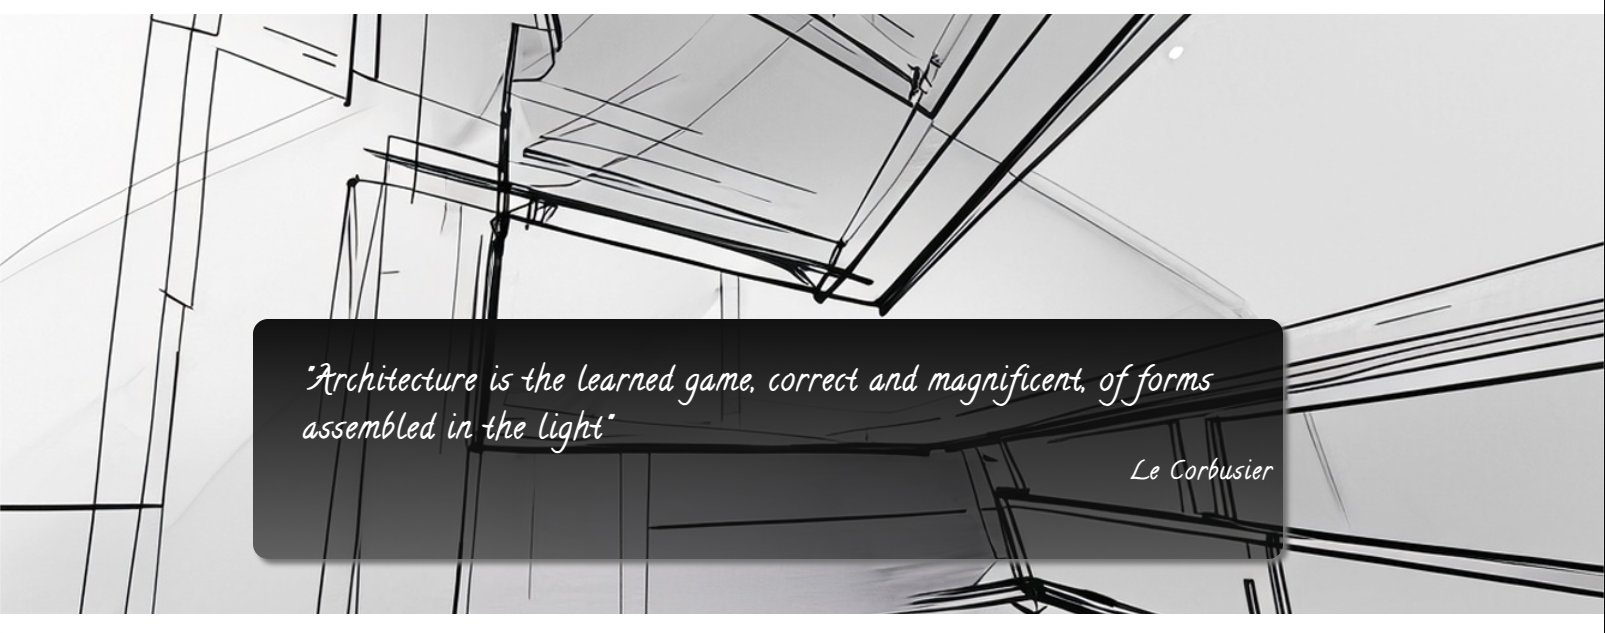 "Architecture is the learned game, correct and magnificent, of forms
assembled in the light"
Le Corbusier